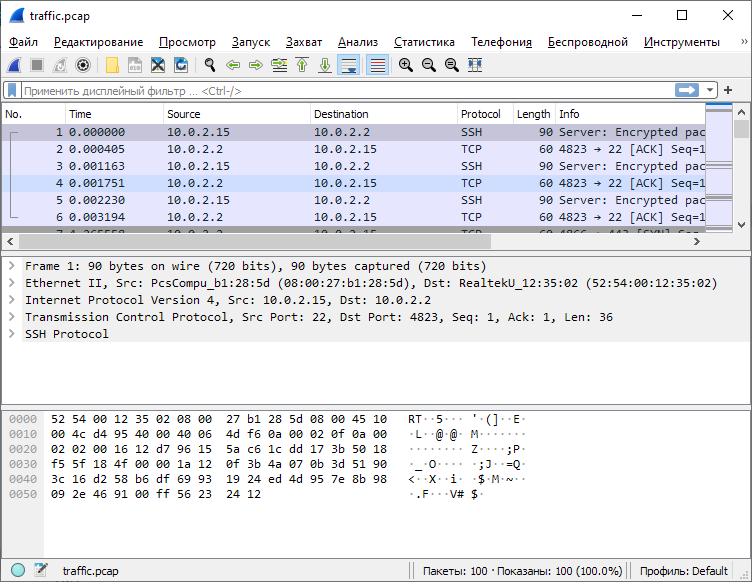 traffic.pcap
Файл Редактирование Просмотр Запуск Захват Анализ Статистика Телефония Беспроводной Инструменты »
Применить дисплейный фильтр ... <Ctrl-/>
No. Time Source Destination Protocol Length Info
1 0.000000 10.0.2.15 10.0.2.2 SSH 90 Server: Encrypted pac
2 0.000405 10.0.2.2 10.0.2.15 TCP 60 4823 → 22 [ACK] Seq=1
3 0.001163 10.0.2.15 10.0.2.2 SSH 90 Server: Encrypted pac
4 0.001751 10.0.2.2 10.0.2.15 TCP 60 4823 → 22 [ACK] Seq=1
5 0.002230 10.0.2.15 10.0.2.2 SSH 90 Server: Encrypted pac
6 0.003194 10.0.2.2 10.0.2.15 TCP 60 4823 → 22 [ACK] Seq=1
Frame 1: 90 bytes on wire (720 bits), 90 bytes captured (720 bits)
Ethernet II, Src: PcsCompu_b1:28:5d (08:00:27:b1:28:5d), Dst: RealtekU_12:35:02 (52:54:00:12:35:02)
Internet Protocol Version 4, Src: 10.0.2.15, Dst: 10.0.2.2
Transmission Control Protocol, Src Port: 22, Dst Port: 4823, Seq: 1, Ack: 1, Len: 36
SSH Protocol
0000 52 54 00 12 35 02 08 00 27 b1 28 5d 08 00 45 10 RT··5··· '·(]··E·
0010 00 4c d4 95 40 00 40 06 4d f6 0a 00 02 0f 0a 00 ·L··@·@· M·······
0020 02 02 00 16 12 d7 96 15 5a c6 1c dd 17 3b 50 18 ········ Z····;P·
0030 f5 5f 18 4f 00 00 1a 12 0f 3b 4a 07 0b 3d 51 90 ·_·O···· ·;J··=Q·
0040 3c 16 d2 58 b6 df 69 93 19 24 ed 4d 95 7e 8b 98 <··X··i· ·$·M·~··
0050 09 2e 46 91 00 ff 56 23 24 12 ·.F···V# $·
traffic.pcap Пакеты: 100 · Показаны: 100 (100.0%) Профиль: Default